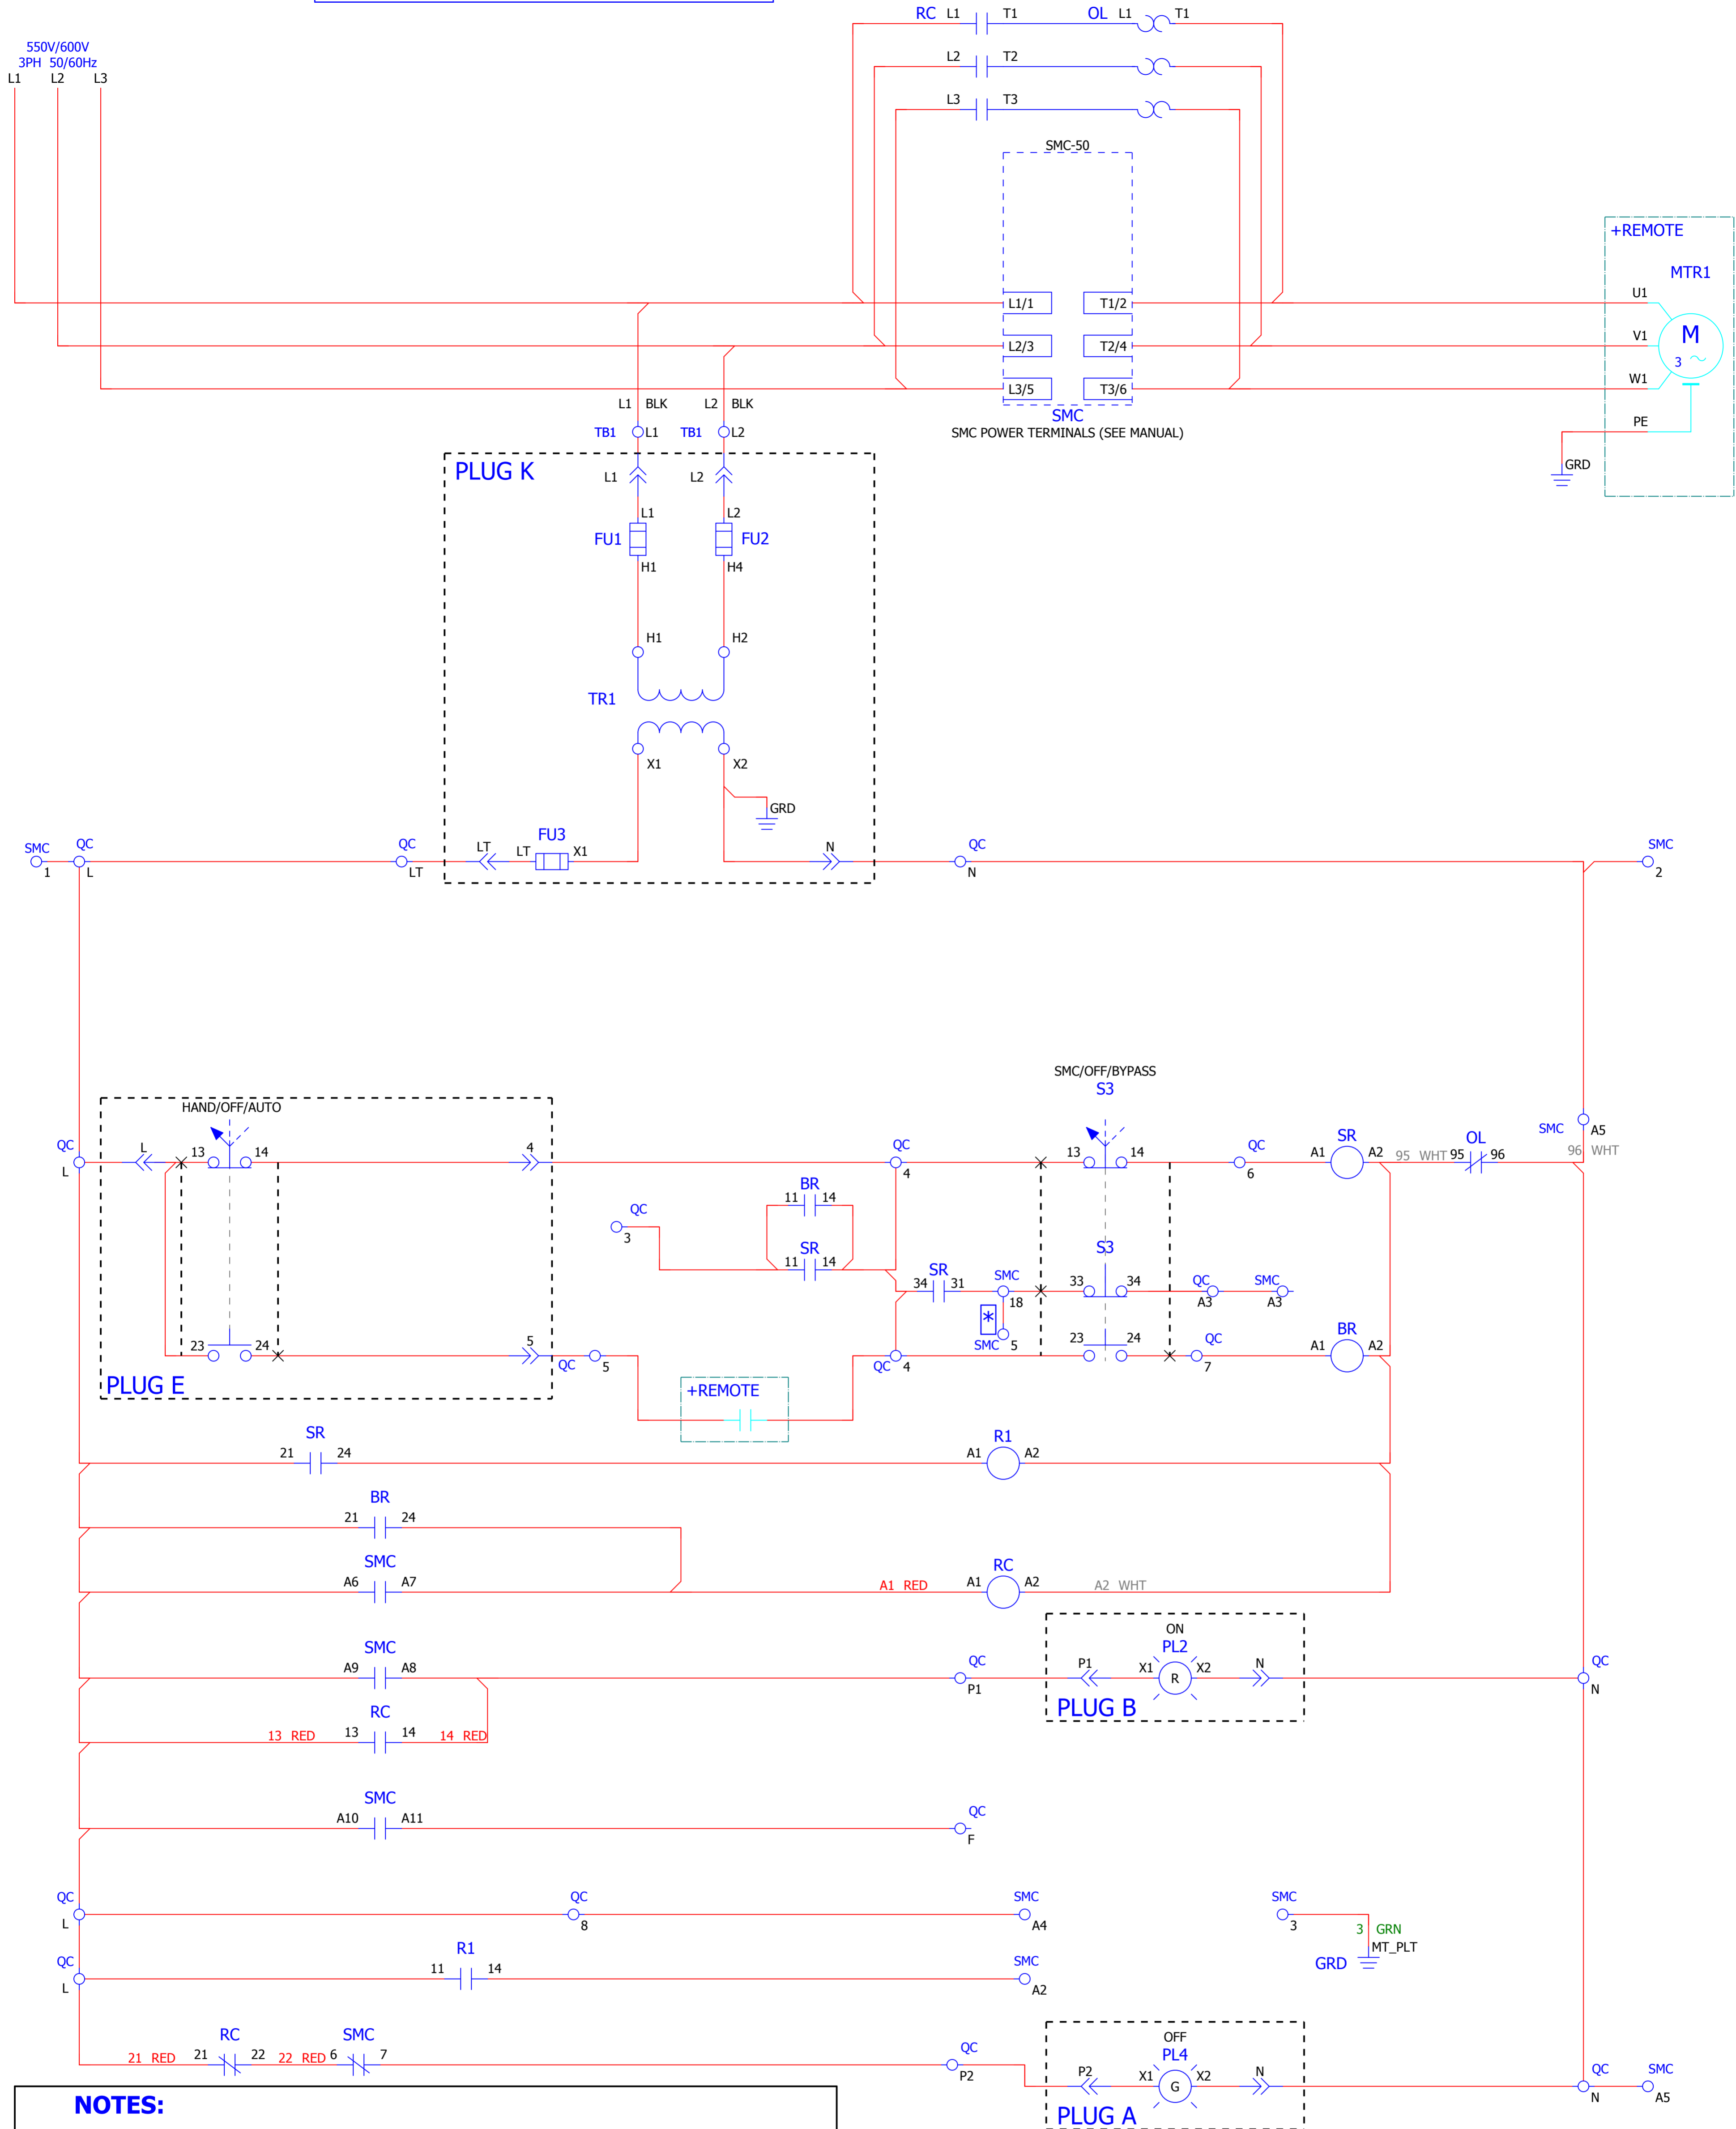 RC L1 T1 OL L1 T1
550V/600V
3PH 50/60Hz
L1 L2 L3
L2 T2
L3 T3
SMC-50
+REMOTE
MTR1
L1/1 T1/2 U1
L2/3 T2/4 V1
M
3
L3/5 T3/6 W1
SMC
SMC POWER TERMINALS (SEE MANUAL)
PE
GRD
L1 BLK L2 BLK
TB1 L1 TB1 L2
PLUG K
L1 L2
L1 L2
FU1 FU2
H1 H4
H1 H2
TR1
X1 X2
GRD
SMC QC QC FU3 QC SMC
LT LT X1 N
1 L LT N 2
SMC/OFF/BYPASS
S3
HAND/OFF/AUTO
SMC A5
QC L 13 14 4 QC 13 14 QC SR OL
A1 A2 95 WHT 95 96 96 WHT
L 4 6
BR
11 14
QC
3
SR
11 14
S3
SR
34 31 SMC 33 34 QC SMC
18 A3 A3
*
SMC 5
23 24 5 QC 5 QC 4 23 24 QC 7 BR
A1 A2
PLUG E
+REMOTE
SR
21 24
R1
A1 A2
BR
21 24
SMC
A6 A7
RC
A1 RED A1 A2 A2 WHT
ON
SMC PL2
A9 A8 QC P1 X1 R X2 N QC
P1 N
PLUG B
RC
13 RED 13 14 14 RED
SMC
A10 A11 QC
F
QC QC SMC SMC
L 8 A4 3
3 GRN
MT_PLT
GRD
QC R1 SMC
11 14
L A2
RC SMC OFF
21 RED 21 22 22 RED 6 7 QC PL4
P2 P2 X1 G X2 N QC SMC
N A5
PLUG A
NOTES: